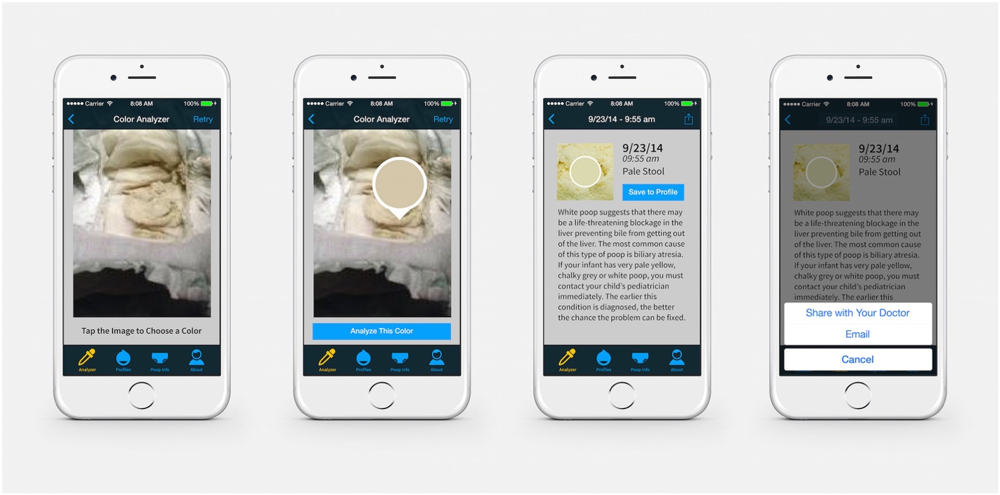 Carrier 8:08 AM 100%
Color Analyzer Retry
Tap the Image to Choose a Color
Analyzer Profiles Poop Info About
Carrier 8:08 AM 100%
Color Analyzer Retry
Analyze This Color
Analyzer Profiles Poop Info About
Carrier 8:08 AM 100%
9/23/14 - 9:55 am
9/23/14
09:55 am
Pale Stool
Save to Profile
White poop suggests that there may
be a life-threatening blockage in the
liver preventing bile from getting out
of the liver. The most common cause
of this type of poop is biliary atresia.
If your infant has very pale yellow,
chalky grey or white poop, you must
contact your child's pediatrician
immediately. The earlier this
condition is diagnosed, the better
the chance the problem can be fixed.
Analyzer Profiles Poop Info About
Carrier 8:08 AM 100%
9/23/14 - 9:55 am
9/23/14
09:55 am
Pale Stool
White poop suggests that there may
be a life-threatening blockage in the
liver preventing bile from getting out
of the liver. The most common cause
of this type of poop is biliary atresia.
If your infant has very pale yellow,
chalky grey or white poop, you must
contact your child's pediatrician
immediately. The earlier this
Share with Your Doctor
Email
Cancel